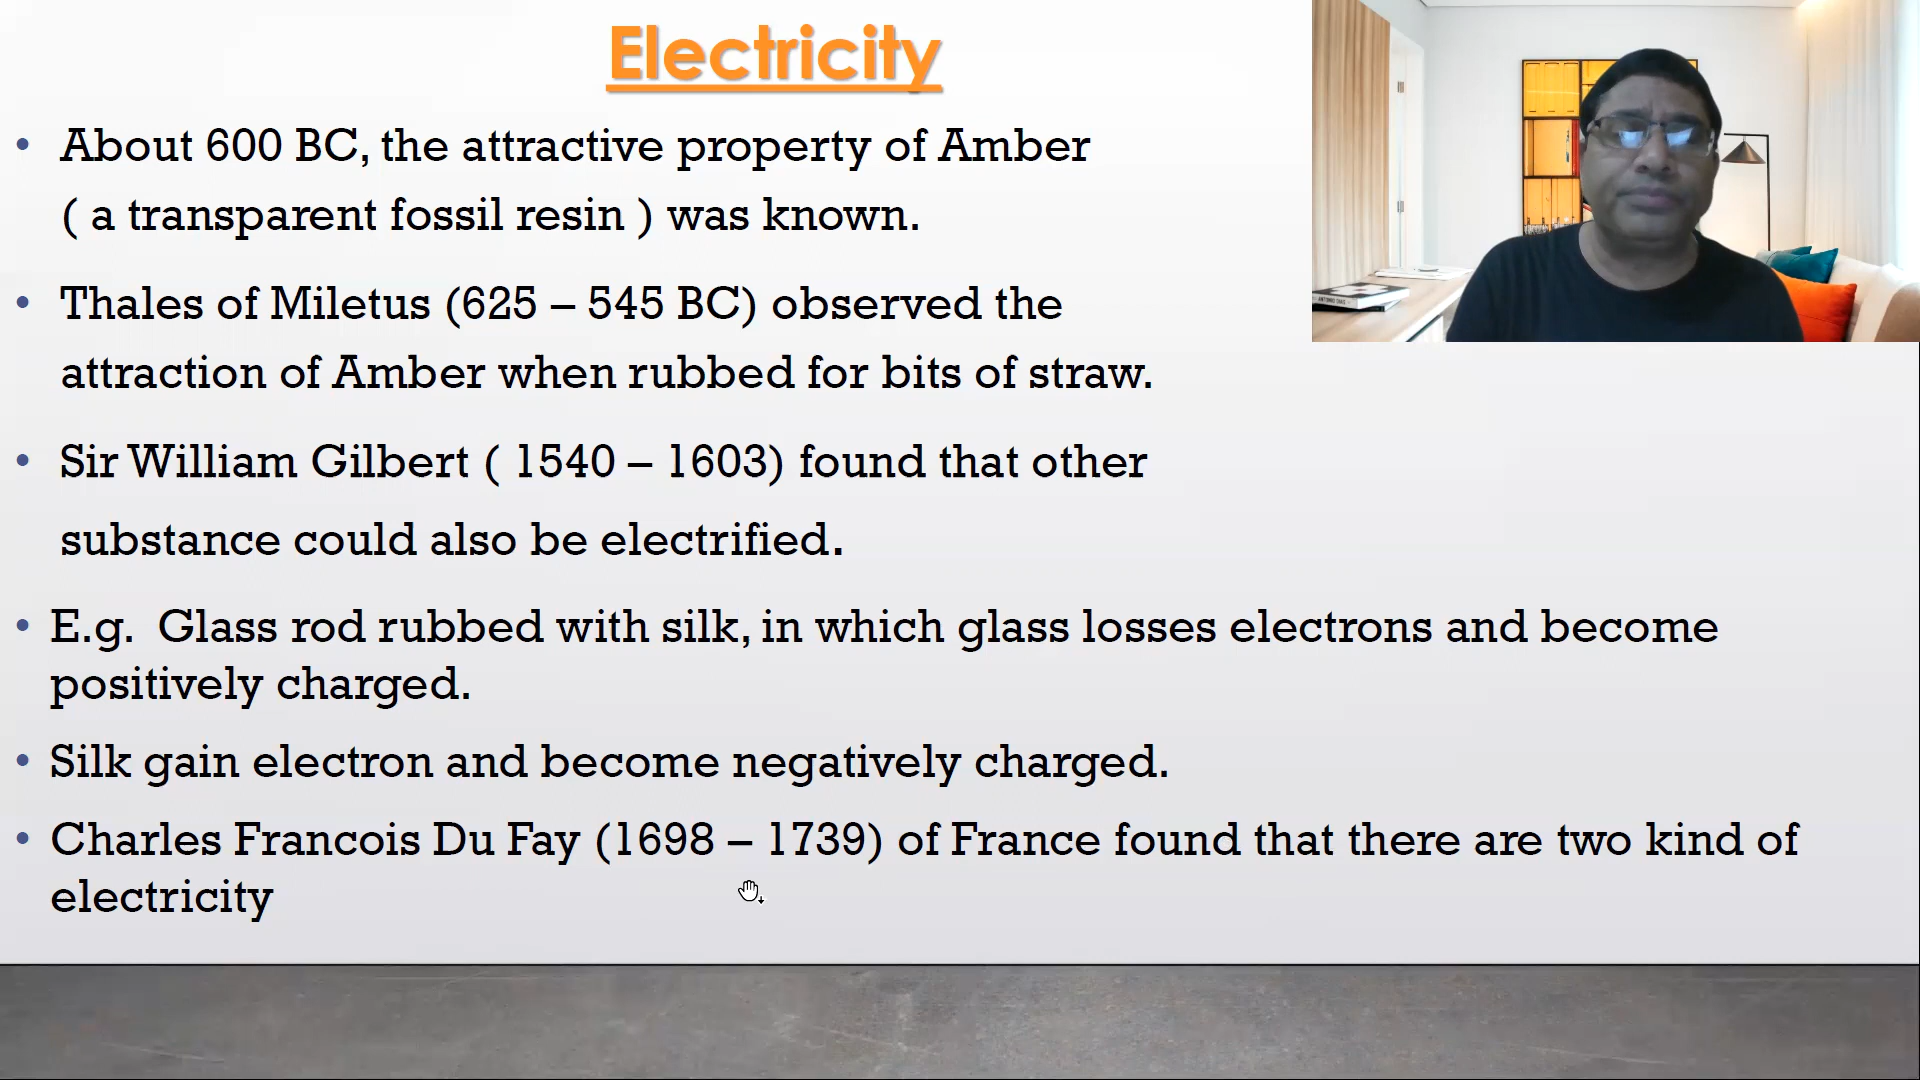 Electricity
• About 600 BC, the attractive property of Amber
( a transparent fossil resin ) was known.
• Thales of Miletus (625 – 545 BC) observed the
attraction of Amber when rubbed for bits of straw.
• Sir William Gilbert ( 1540 – 1603) found that other
substance could also be electrified.
• E.g. Glass rod rubbed with silk, in which glass losses electrons and become
positively charged.
• Silk gain electron and become negatively charged.
• Charles Francois Du Fay (1698 – 1739) of France found that there are two kind of
electricity